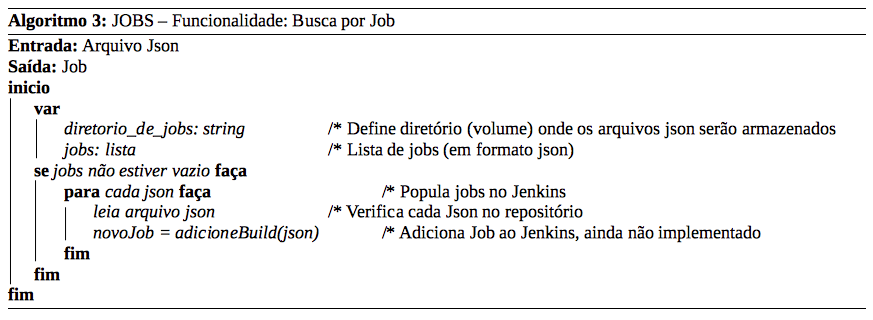 Algoritmo 3: JOBS – Funcionalidade: Busca por Job
Entrada: Arquivo Json
Saída: Job
inicio
var
diretorio_de_jobs: string /* Define diretório (volume) onde os arquivos json serão armazenados
jobs: lista /* Lista de jobs (em formato json)
se jobs não estiver vazio faça
para cada json faça /* Popula jobs no Jenkins
leia arquivo json /* Verifica cada Json no repositório
novoJob = adicioneBuild(json) /* Adiciona Job ao Jenkins, ainda não implementado
fim
fim
fim